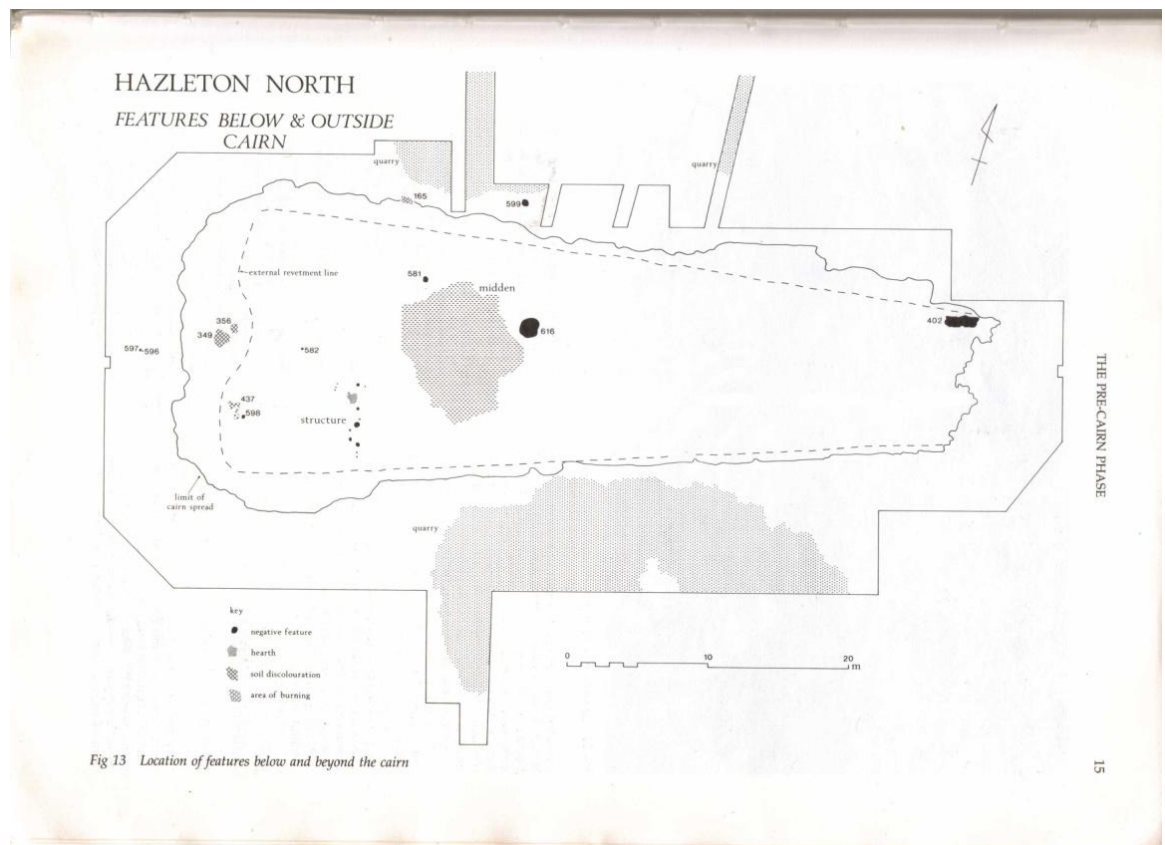 HAZLETON NORTH
FEATURES BELOW & OUTSIDE
CAIRN
quarry
quarry
165
599
external revetment line
581
midden
356
349
616
402
597
596
582
437
598
structure
limit of
cairn spread
quarry
key
negative feature
hearth
soil discolouration
area of burning
0
10
20
m
Fig 13 Location of features below and beyond the cairn
THE PRE-CAIRN PHASE
15